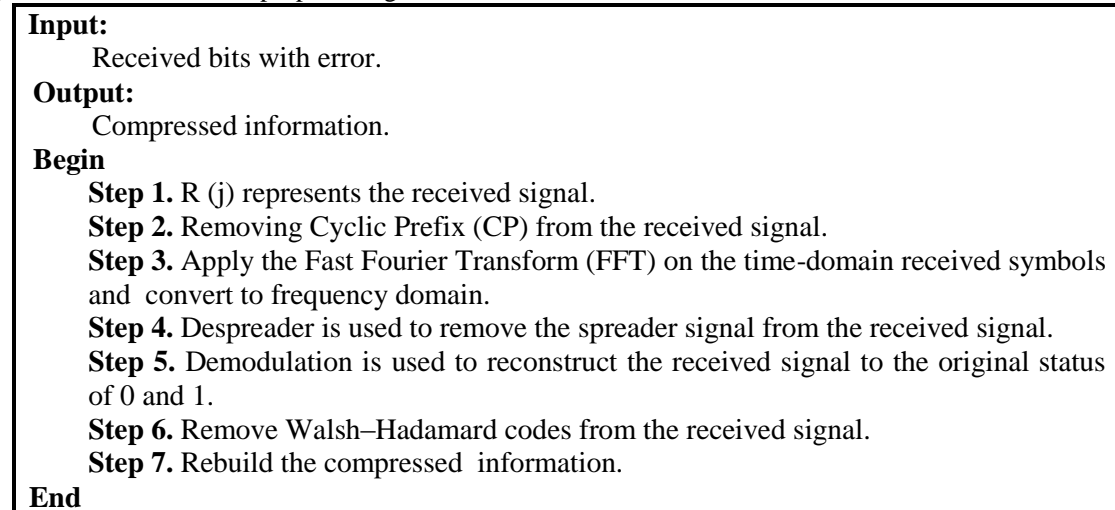 Input:
Received bits with error.
Output:
Compressed information.
Begin
Step 1. R (j) represents the received signal.
Step 2. Removing Cyclic Prefix (CP) from the received signal.
Step 3. Apply the Fast Fourier Transform (FFT) on the time-domain received symbols
and convert to frequency domain.
Step 4. Despreader is used to remove the spreader signal from the received signal.
Step 5. Demodulation is used to reconstruct the received signal to the original status
of 0 and 1.
Step 6. Remove Walsh–Hadamard codes from the received signal.
Step 7. Rebuild the compressed information.
End